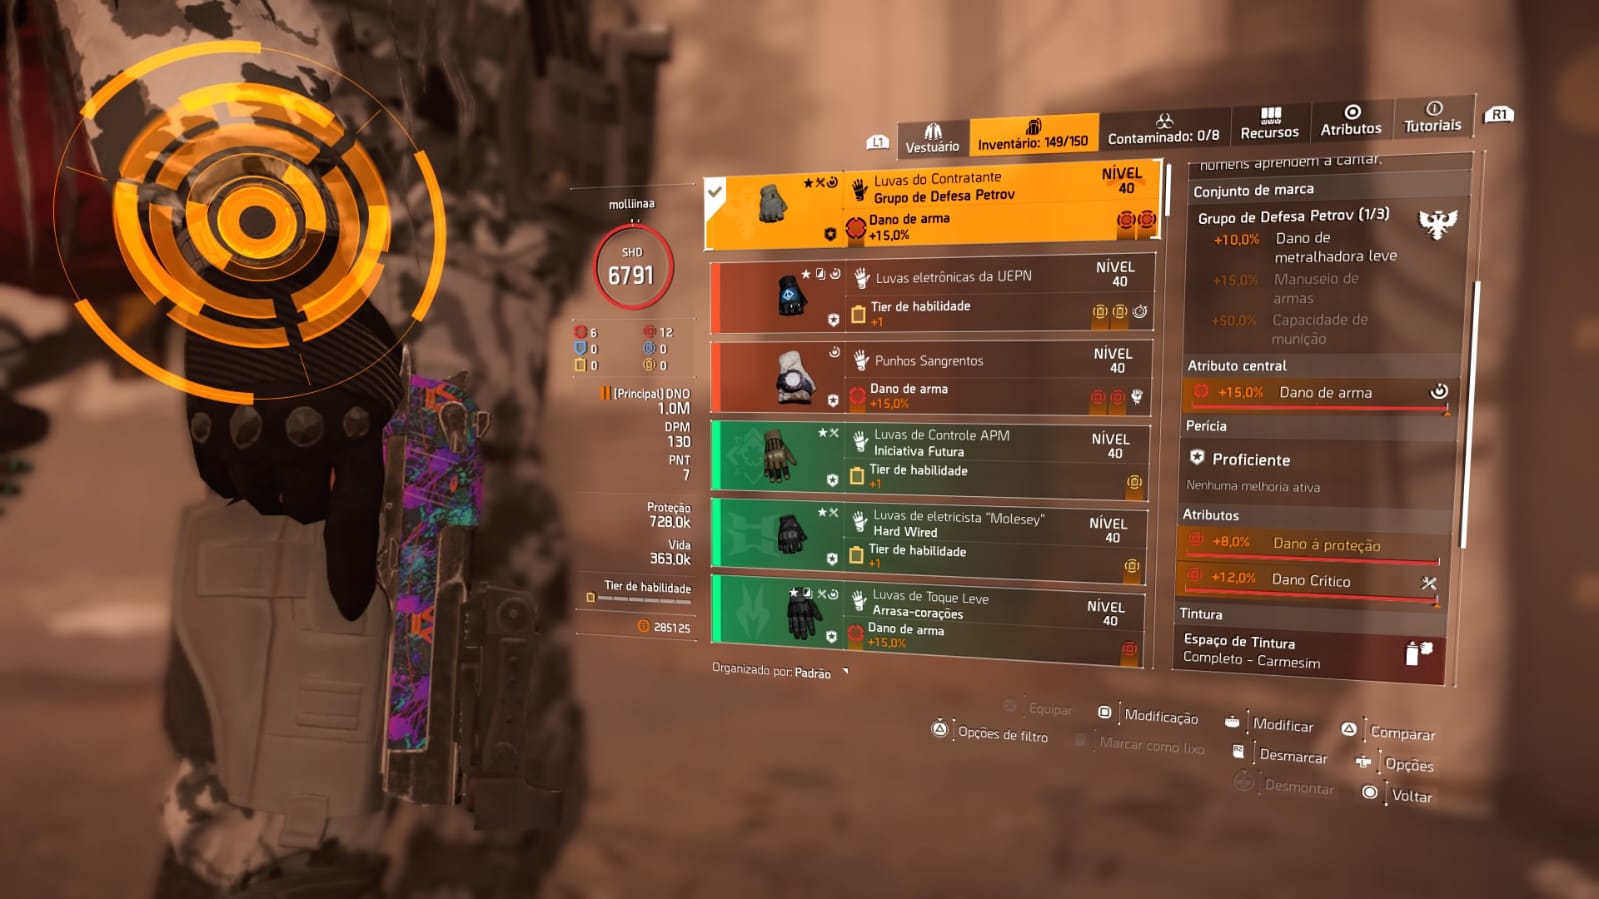 L1
Vestuário
Inventário: 149/150
Contaminado: 0/8
Recursos
Atributos
Tutoriais
R1
molliinaa
SHD
6791
6
12
0
0
0
0
[Principal] DNO
1.0M
DPM
130
PNT
7
Proteção
728.0k
Vida
363.0k
Tier de habilidade
285125
Luvas do Contratante
Grupo de Defesa Petrov
NÍVEL
40
Dano de arma
+15,0%
Luvas eletrônicas da UEPN
NÍVEL
40
Tier de habilidade
+1
Punhos Sangrentos
NÍVEL
40
Dano de arma
+15,0%
Luvas de Controle APM
Iniciativa Futura
NÍVEL
40
Tier de habilidade
+1
Luvas de eletricista "Molesey"
Hard Wired
NÍVEL
40
Tier de habilidade
+1
Luvas de Toque Leve
Arrasa-corações
NÍVEL
40
Dano de arma
+15,0%
Organizado por: Padrão
homens aprendem a cantar.
Conjunto de marca
Grupo de Defesa Petrov (1/3)
+10,0% Dano de
metralhadora leve
+15,0% Manuseio de
armas
+50,0% Capacidade de
munição
Atributo central
+15,0% Dano de arma
Perícia
Proficiente
Nenhuma melhoria ativa
Atributos
+8,0% Dano à proteção
+12,0% Dano Crítico
Tintura
Espaço de Tintura
Completo - Carmesim
Equipar
Modificação
Modificar
Comparar
Opções de filtro
Marcar como lixo
R2
Desmarcar
Opções
Desmontar
Voltar